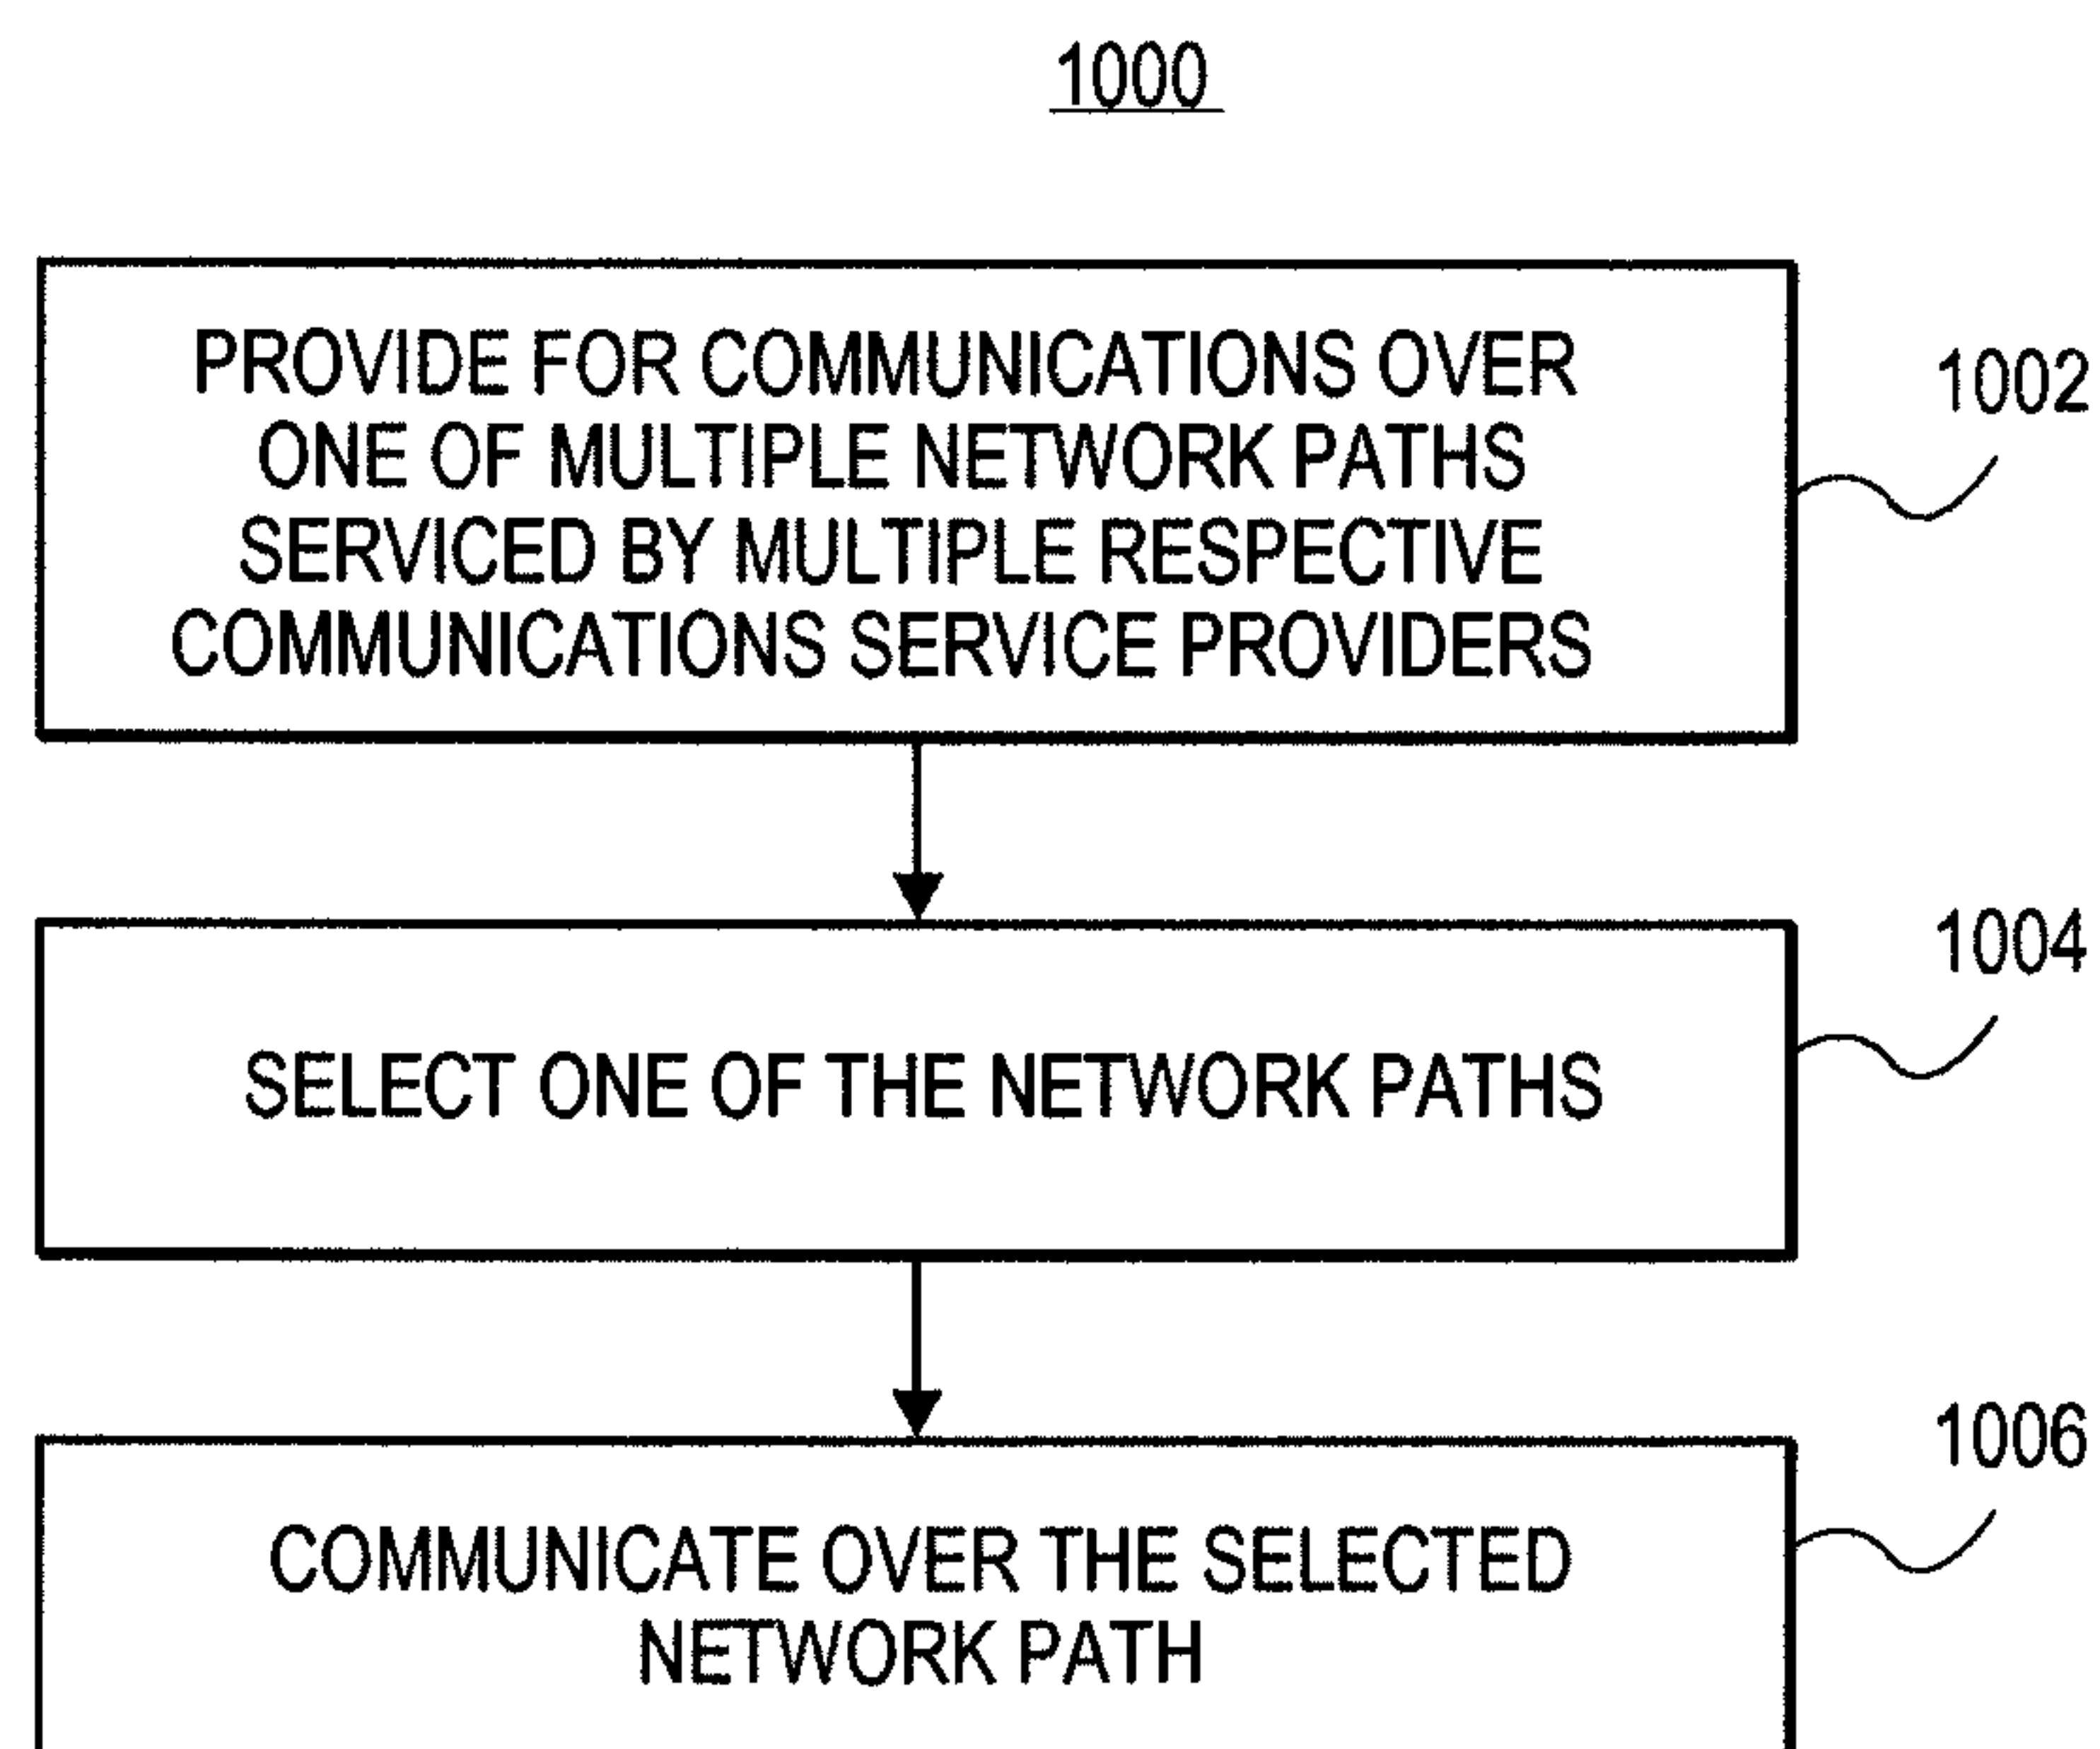 1000
PROVIDE FOR COMMUNICATIONS OVER
ONE OF MULTIPLE NETWORK PATHS
SERVICED BY MULTIPLE RESPECTIVE
COMMUNICATIONS SERVICE PROVIDERS
1002
SELECT ONE OF THE NETWORK PATHS
1004
COMMUNICATE OVER THE SELECTED
NETWORK PATH
1006